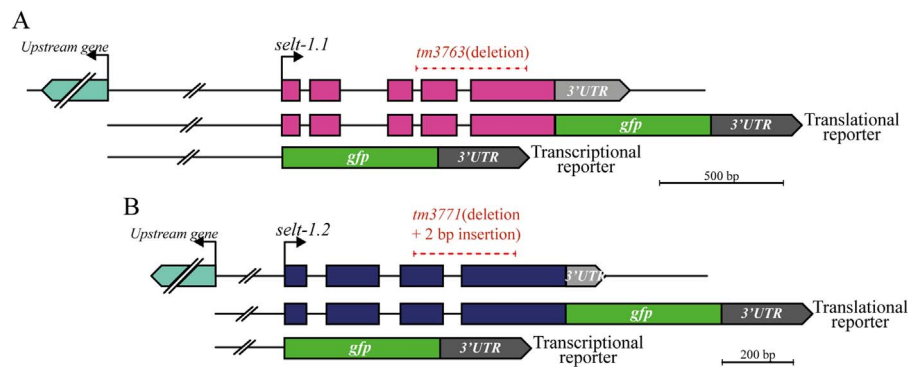 A
Upstream gene
selt-1.1
tm3763(deletion)
3'UTR
gfp
3'UTR
Translational
reporter
gfp
3'UTR
Transcriptional
reporter
500 bp
B
Upstream gene
selt-1.2
tm3771(deletion
+ 2 bp insertion)
3'UTR
gfp
3'UTR
Translational
reporter
gfp
3'UTR
Transcriptional
reporter
200 bp